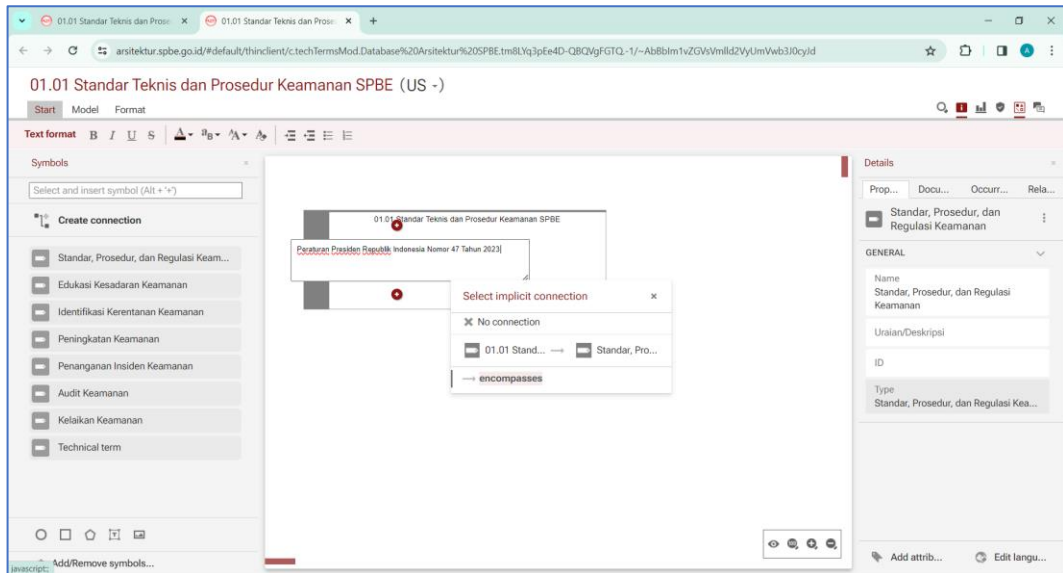 01.01 Standar Teknis dan Prose
01.01 Standar Teknis dan Prose
arsitektur.spbe.go.id/#default/thinclient/c.techTermsMod.Database%20Arsitektur%20SPBE.tm8LYq3pEe4D-QBQVgFGTQ.-1/~AbBbIm1vZGVsVmlld2VyUmVwb3J0cyJd
A
01.01 Standar Teknis dan Prosedur Keamanan SPBE (US -)
Start Model Format
Text format B I U S
Symbols
Details
Select and insert symbol (Alt + '+')
Prop... Docu... Occurr... Rela...
Create connection
Standar, Prosedur, dan
Regulasi Keamanan
01.01 Standar Teknis dan Prosedur Keamanan SPBE
Peraturan Presiden Republik Indonesia Nomor 47 Tahun 2023
Standar, Prosedur, dan Regulasi Keam...
Edukasi Kesadaran Keamanan
Identifikasi Kerentanan Keamanan
Peningkatan Keamanan
Penanganan Insiden Keamanan
Audit Keamanan
Kelaikan Keamanan
Technical term
Select implicit connection
No connection
01.01 Stand... → Standar, Pro...
→ encompasses
GENERAL
Name
Standar, Prosedur, dan Regulasi
Keamanan
Uraian/Deskripsi
ID
Type
Standar, Prosedur, dan Regulasi Kea...
Add/Remove symbols...
javascript:;
Add attrib... Edit langu...